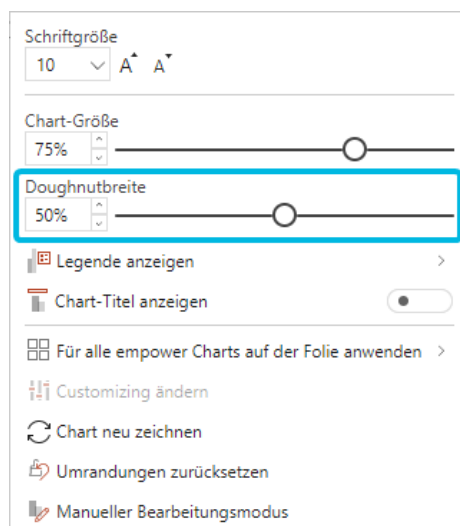 Schriftgröße
10 A A
Chart-Größe
75%
Doughnutbreite
50%
Legende anzeigen
Chart-Titel anzeigen
Für alle empower Charts auf der Folie anwenden
Customizing ändern
Chart neu zeichnen
Umrandungen zurücksetzen
Manueller Bearbeitungsmodus